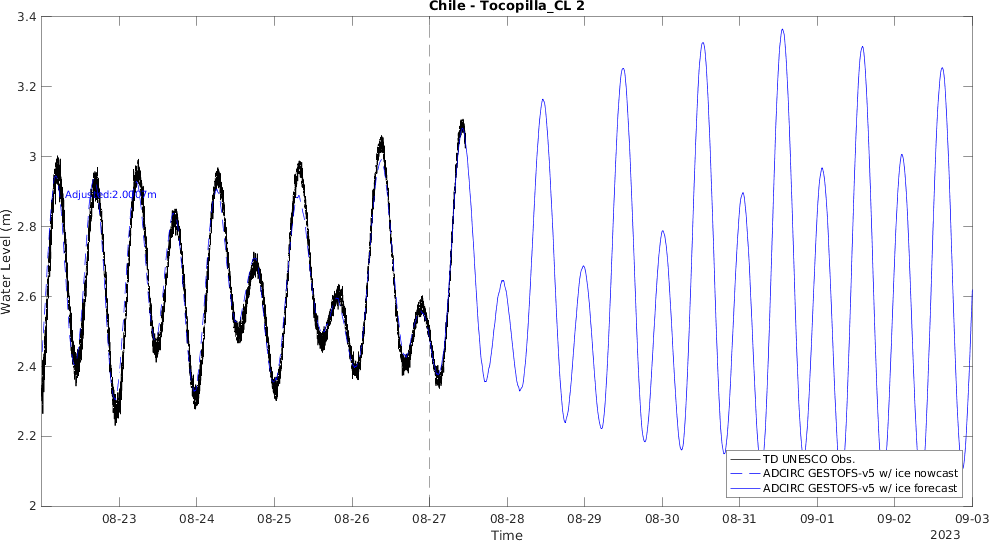 Chile - Tocopilla_CL 2
3.4
3.2
3
2.8
2.6
2.4
2.2
2
Water Level (m)
Adjusted:2.0007m
TD UNESCO Obs.
ADCIRC GESTOFS-v5 w/ ice nowcast
ADCIRC GESTOFS-v5 w/ ice forecast
08-23 08-24 08-25 08-26 08-27 08-28 08-29 08-30 08-31 09-01 09-02 09-03
Time
2023